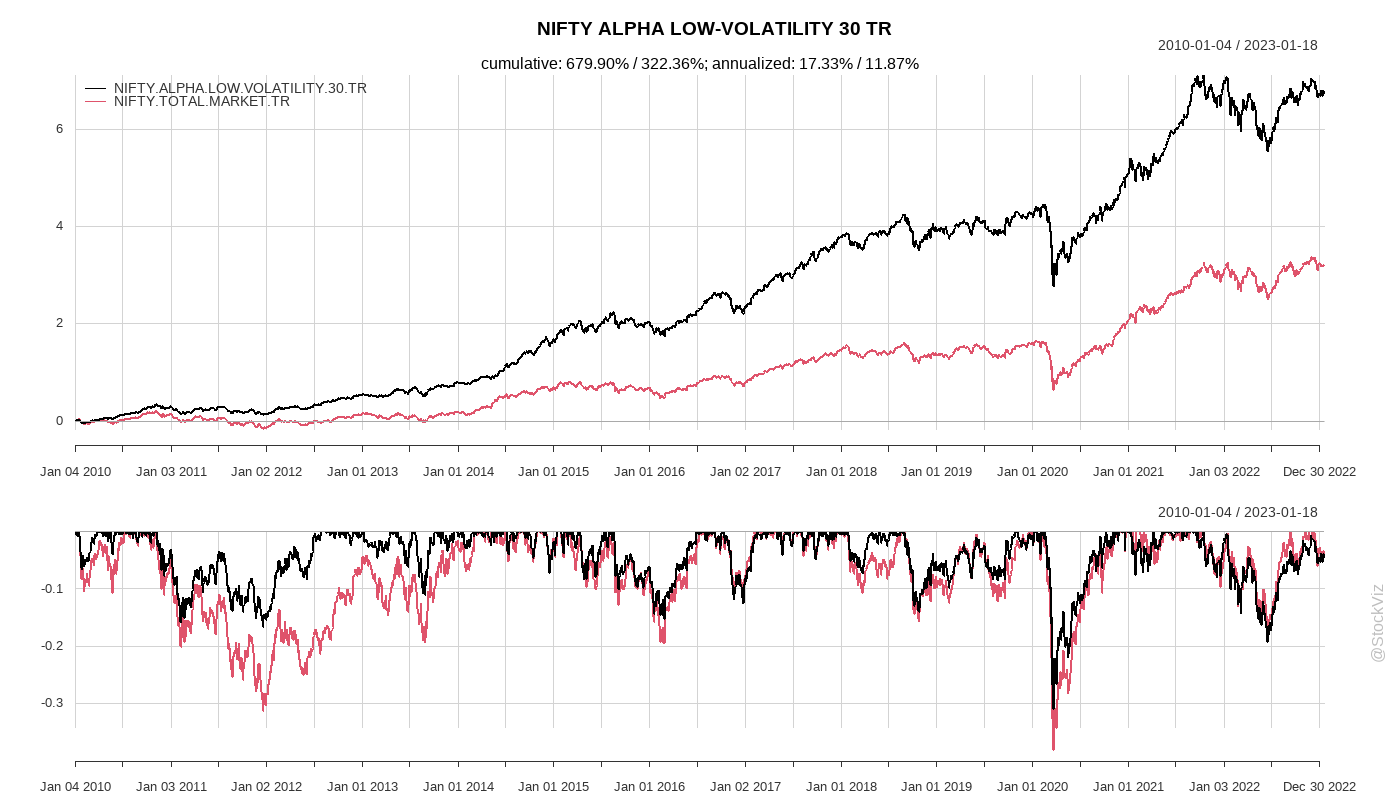 NIFTY ALPHA LOW-VOLATILITY 30 TR
2010-01-04 / 2023-01-18
cumulative: 679.90% / 322.36%; annualized: 17.33% / 11.87%
NIFTY.ALPHA.LOW.VOLATILITY.30.TR
NIFTY.TOTAL.MARKET.TR
6
4
2
0
Jan 04 2010 Jan 03 2011 Jan 02 2012 Jan 01 2013 Jan 01 2014 Jan 01 2015 Jan 01 2016 Jan 02 2017 Jan 01 2018 Jan 01 2019 Jan 01 2020 Jan 01 2021 Jan 03 2022 Dec 30 2022
2010-01-04 / 2023-01-18
-0.1
-0.2
-0.3
Jan 04 2010 Jan 03 2011 Jan 02 2012 Jan 01 2013 Jan 01 2014 Jan 01 2015 Jan 01 2016 Jan 02 2017 Jan 01 2018 Jan 01 2019 Jan 01 2020 Jan 01 2021 Jan 03 2022 Dec 30 2022
@StockViz